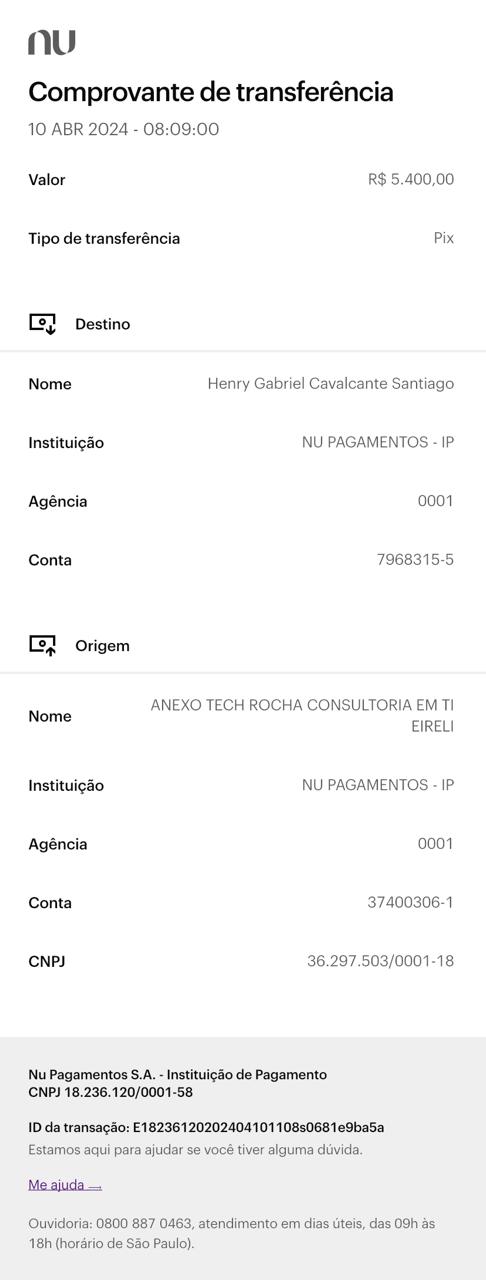 nu
Comprovante de transferência
10 ABR 2024 - 08:09:00
Valor R$ 5.400,00
Tipo de transferência Pix
Destino
Nome Henry Gabriel Cavalcante Santiago
Instituição NU PAGAMENTOS - IP
Agência 0001
Conta 7968315-5
Origem
Nome ANEXO TECH ROCHA CONSULTORIA EM TI
EIRELI
Instituição NU PAGAMENTOS - IP
Agência 0001
Conta 37400306-1
CNPJ 36.297.503/0001-18
Nu Pagamentos S.A. - Instituição de Pagamento
CNPJ 18.236.120/0001-58
ID da transação: E18236120202404101108s0681e9ba5a
Estamos aqui para ajudar se você tiver alguma dúvida.
Me ajuda →
Ouvidoria: 0800 887 0463, atendimento em dias úteis, das 09h às
18h (horário de São Paulo).